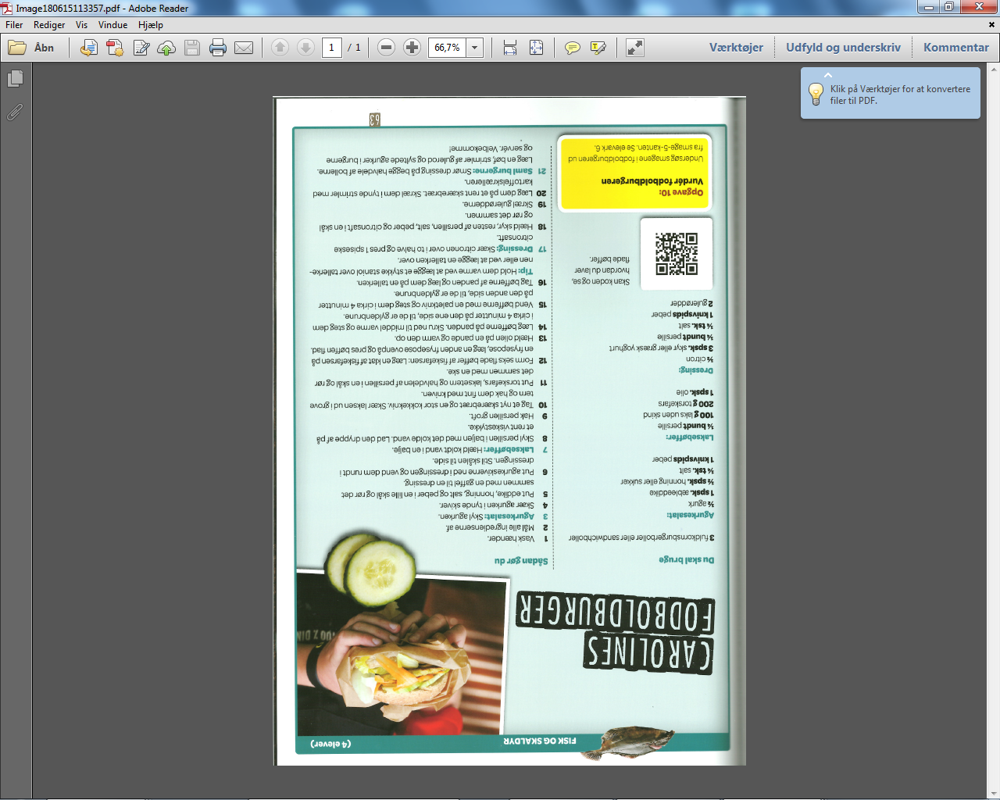 Image180615113357.pdf - Adobe Reader
Filer Rediger Vis Vindue Hjælp
Åbn
1 / 1
66,7%
Værktøjer Udfyld og underskriv Kommentar
Klik på Værktøjer for at konvertere
filer til PDF.
FISK OG SKALDYR
(4 elever)
CAROLINES
FODBOLDBURGER
100 % DIN
Du skal bruge
3 fuldkornsburgerboller eller sandwichboller
Agurkesalat:
½ agurk
1 spsk. æbleeddike
½ spsk. honning eller sukker
¼ tsk. salt
1 knivspids peber
Laksebøffer:
¼ bundt persille
100 g laks uden skind
200 g torskefars
1 spsk. olie
Dressing:
½ citron
3 spsk. skyr eller græsk yoghurt
¼ bundt persille
¼ tsk. salt
1 knivspids peber
2 gulerødder
Skan koden og se,
hvordan du laver
flade bøffer.
Opgave 10:
Vurdér fodboldburgeren
Undersøg smagene i fodboldburgeren ud
fra smage-5-kanten. Se elevark 6.
Sådan gør du
1 Vask hænder.
2 Mål alle ingredienserne af.
3 Agurkesalat: Skyl agurken.
4 Skær agurken i tynde skiver.
5 Put eddike, honning, salt og peber i en lille skål og rør det
sammen med en gaffel til en dressing.
6 Put agurkeskiverne ned i dressingen og vend dem rundt i
dressingen. Stil skålen til side.
7 Laksebøffer: Hæld koldt vand i en balje.
8 Skyl persillen i baljen med det kolde vand. Lad den dryppe af på
et rent viskestykke.
9 Hak persillen groft.
10 Tag et nyt skærebræt og en stor kokkekniv. Skær laksen ud i grove
tern og hak dem fint med kniven.
11 Put torskefars, laksetern og halvdelen af persillen i en skål og rør
det sammen med en ske.
12 Form seks flade bøffer af fiskefarsen: Læg en klat af fiskefarsen på
en frysepose, læg en anden frysepose ovenpå og pres bøffen flad.
13 Hæld olien på en pande og varm den op.
14 Læg bøfferne på panden. Skru ned til middel varme og steg dem
i cirka 4 minutter på den ene side, til de er gyldenbrune.
15 Vend bøfferne med en paletkniv og steg dem i cirka 4 minutter
på den anden side, til de er gyldenbrune.
16 Tag bøfferne af panden og læg dem på en tallerken.
Tip: Hold dem varme ved at lægge et stykke staniol over tallerke-
nen eller ved at lægge en tallerken over.
17 Dressing: Skær citronen over i to halve og pres 1 spiseske
citronsaft.
18 Hæld skyr, resten af persillen, salt, peber og citronsaft i en skål
og rør det sammen.
19 Skræl gulerødderne.
20 Læg dem på et rent skærebræt. Skræl dem i tynde strimler med
kartoffelskrælleren.
21 Saml burgerne: Smør dressing på begge halvdele af bollerne.
Læg en bøf, strimler af gulerod og syltede agurker i burgerne
og servér. Velbekomme!
63